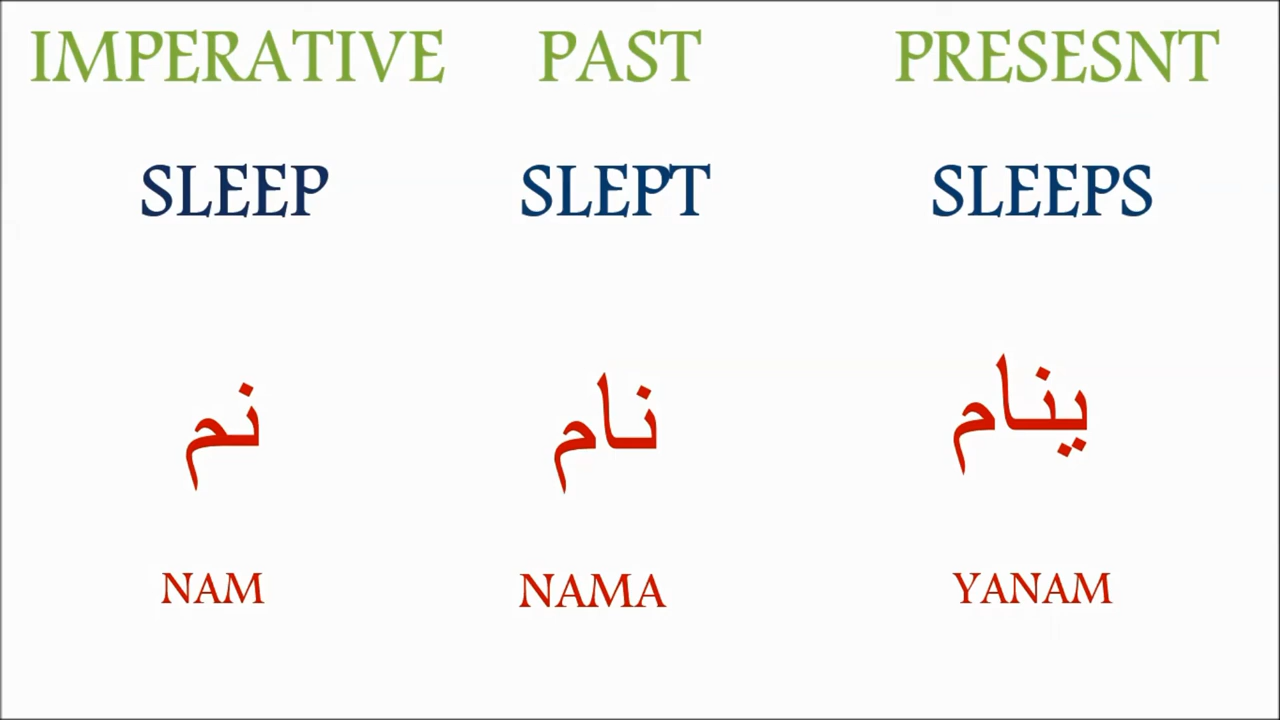 IMPERATIVE PAST PRESESNT
SLEEP SLEPT SLEEPS
نم نام ينام
NAM NAMA YANAM